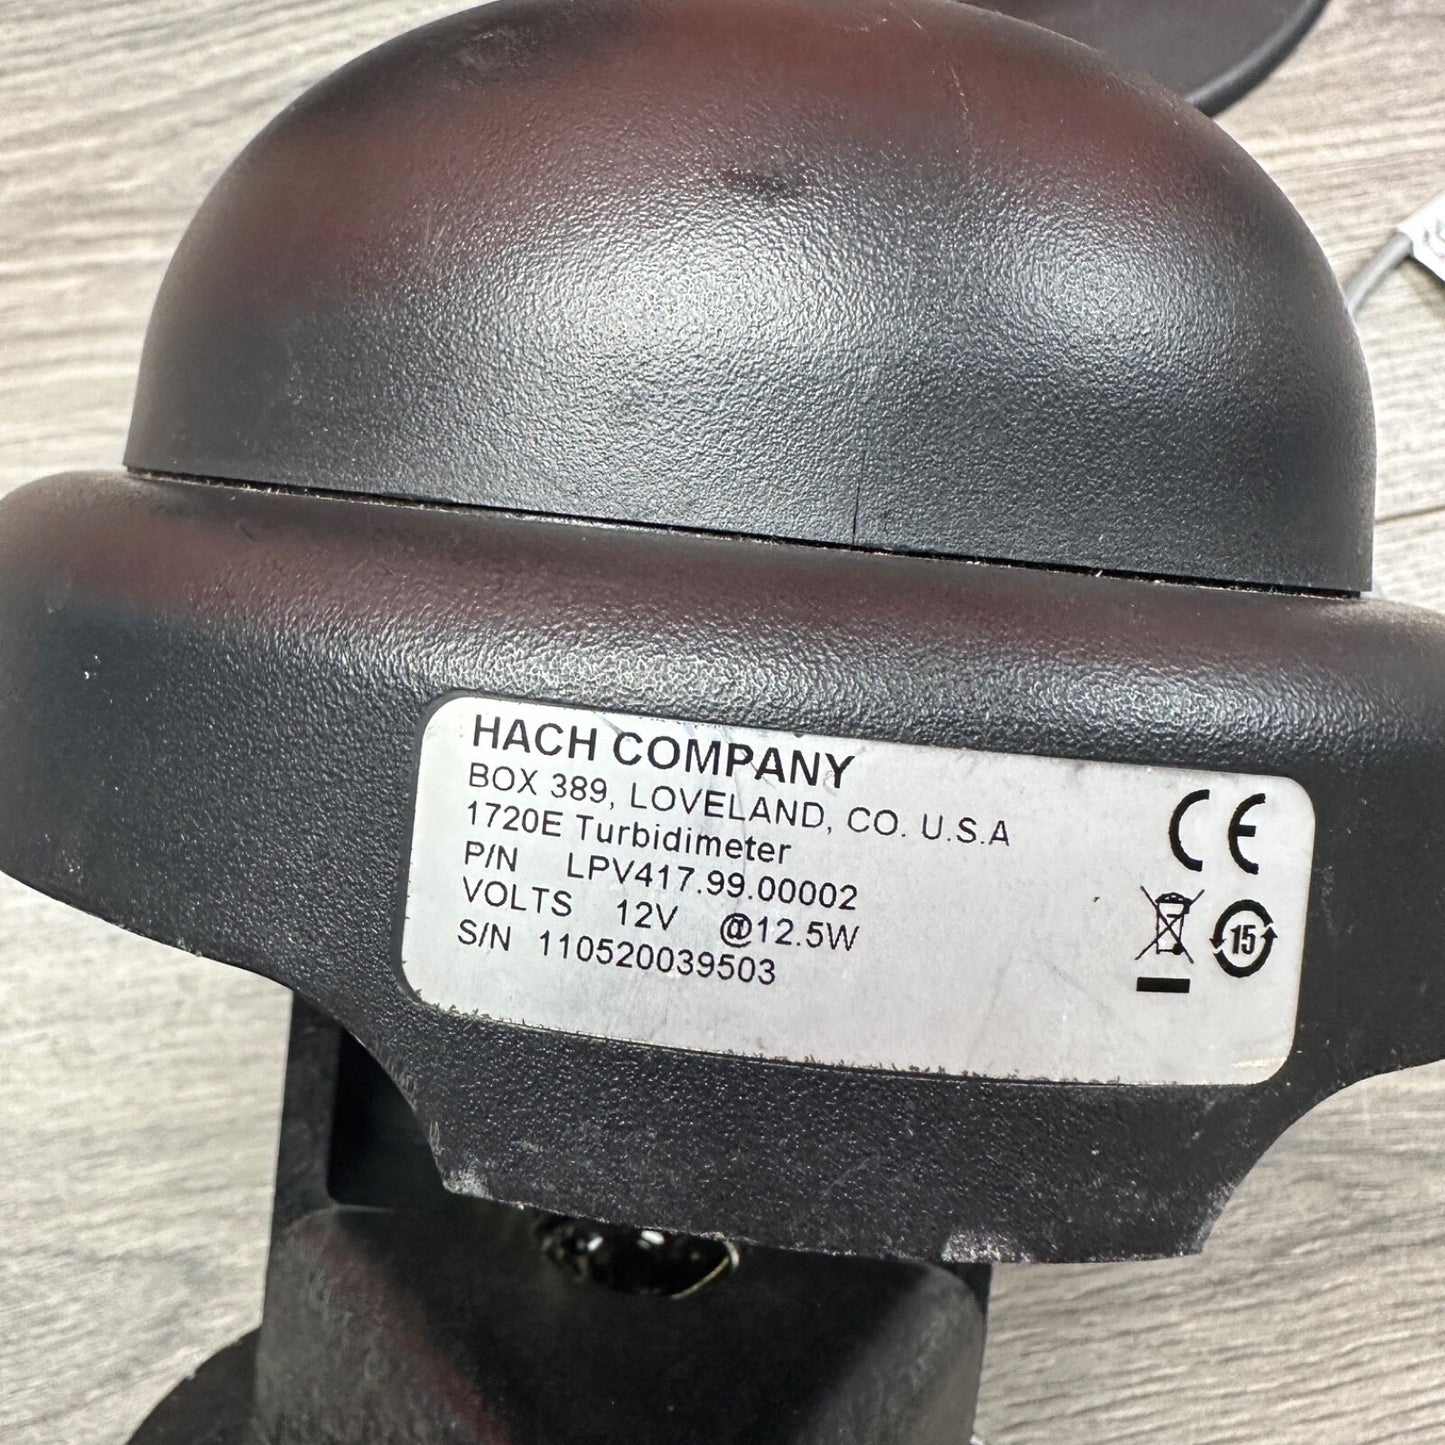 HACH COMPANY
BOX 389, LOVELAND, CO. U.S.A
1720E Turbidimeter
P/N LPV417.99.00002
VOLTS 12V @12.5W
S/N 110520039503
CE
15